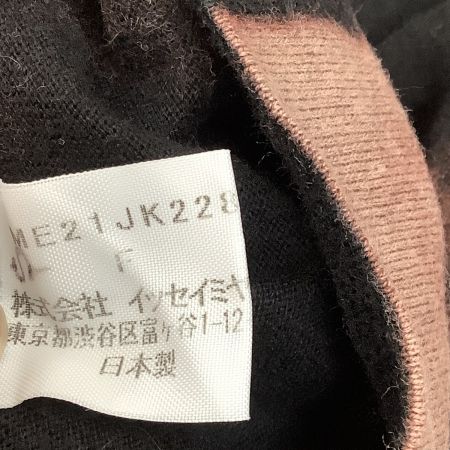 ME21JK228
F
株式会社 イッセイミヤ
東京都渋谷区富ヶ谷1-12
日本製